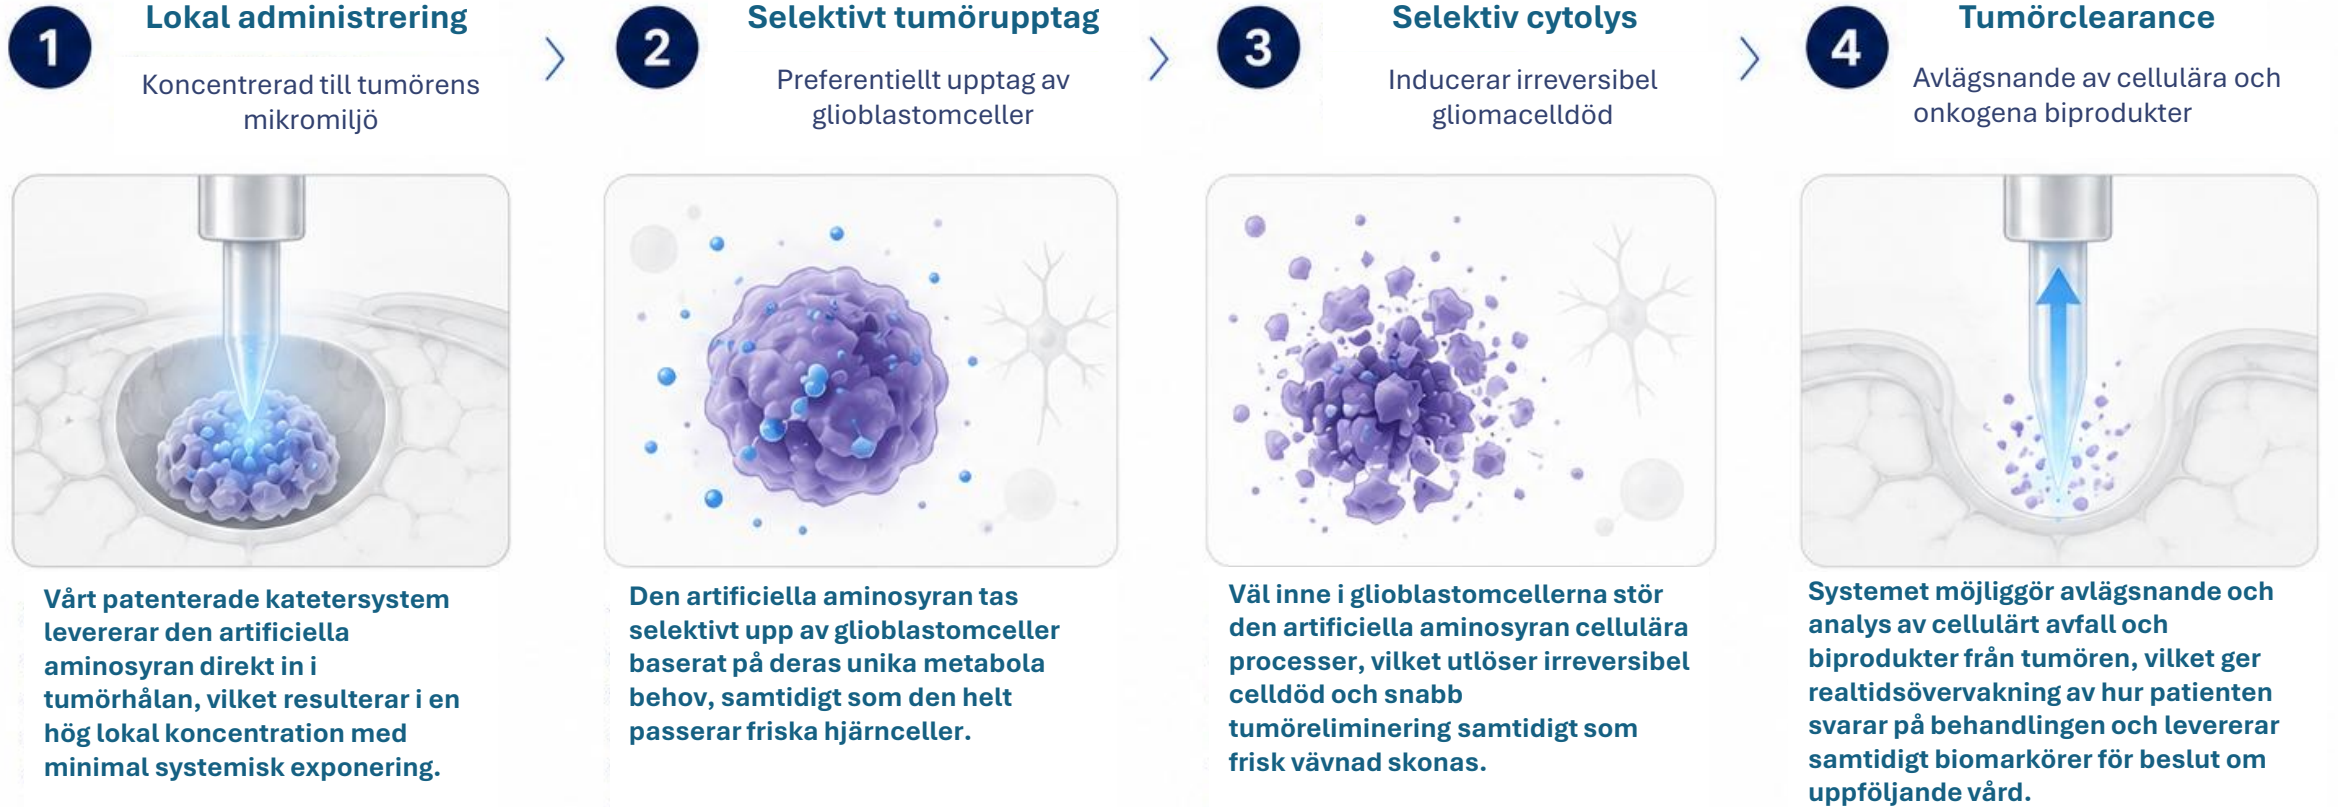 1
Lokal administrering
Koncentrerad till tumörens
mikromiljö
Vårt patenterade katetersystem
levererar den artificiella
aminosyran direkt in i
tumörhålan, vilket resulterar i en
hög lokal koncentration med
minimal systemisk exponering.
2
Selektivt tumörupptag
Preferentiellt upptag av
glioblastomceller
Den artificiella aminosyran tas
selektivt upp av glioblastomceller
baserat på deras unika metabola
behov, samtidigt som den helt
passerar friska hjärnceller.
3
Selektiv cytolys
Inducerar irreversibel
gliomacelldöd
Väl inne i glioblastomcellerna stör
den artificiella aminosyran cellulära
processer, vilket utlöser irreversibel
celldöd och snabb
tumöreliminering samtidigt som
frisk vävnad skonas.
4
Tumörclearance
Avlägsnande av cellulära och
onkogena biprodukter
Systemet möjliggör avlägsnande och
analys av cellulärt avfall och
biprodukter från tumören, vilket ger
realtidsövervakning av hur patienten
svarar på behandlingen och levererar
samtidigt biomarkörer för beslut om
uppföljande vård.